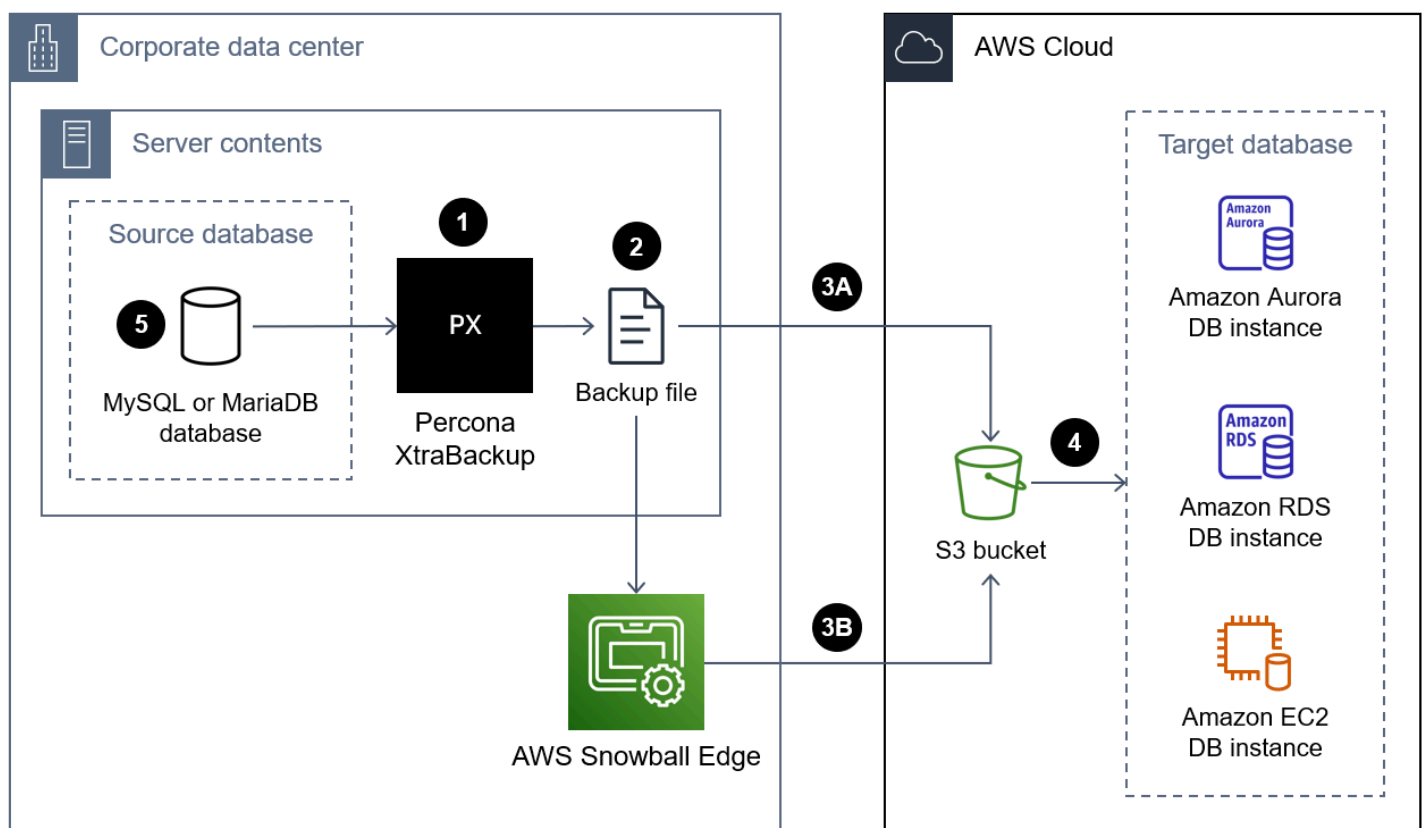 Corporate data center
AWS Cloud
Server contents
Target database
Source database
1
2
Amazon
Aurora
Amazon Aurora
DB instance
3A
5
PX
MySQL or MariaDB
database
Percona
XtraBackup
Backup file
4
Amazon
RDS
Amazon RDS
DB instance
S3 bucket
3B
AWS Snowball Edge
Amazon EC2
DB instance